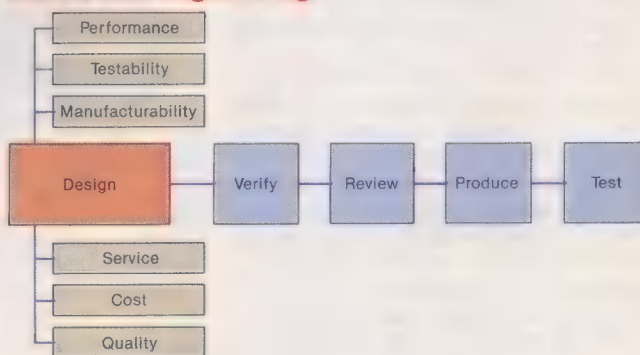 Performance
Testability
Manufacturability
Design
Verify
Review
Produce
Test
Service
Cost
Quality